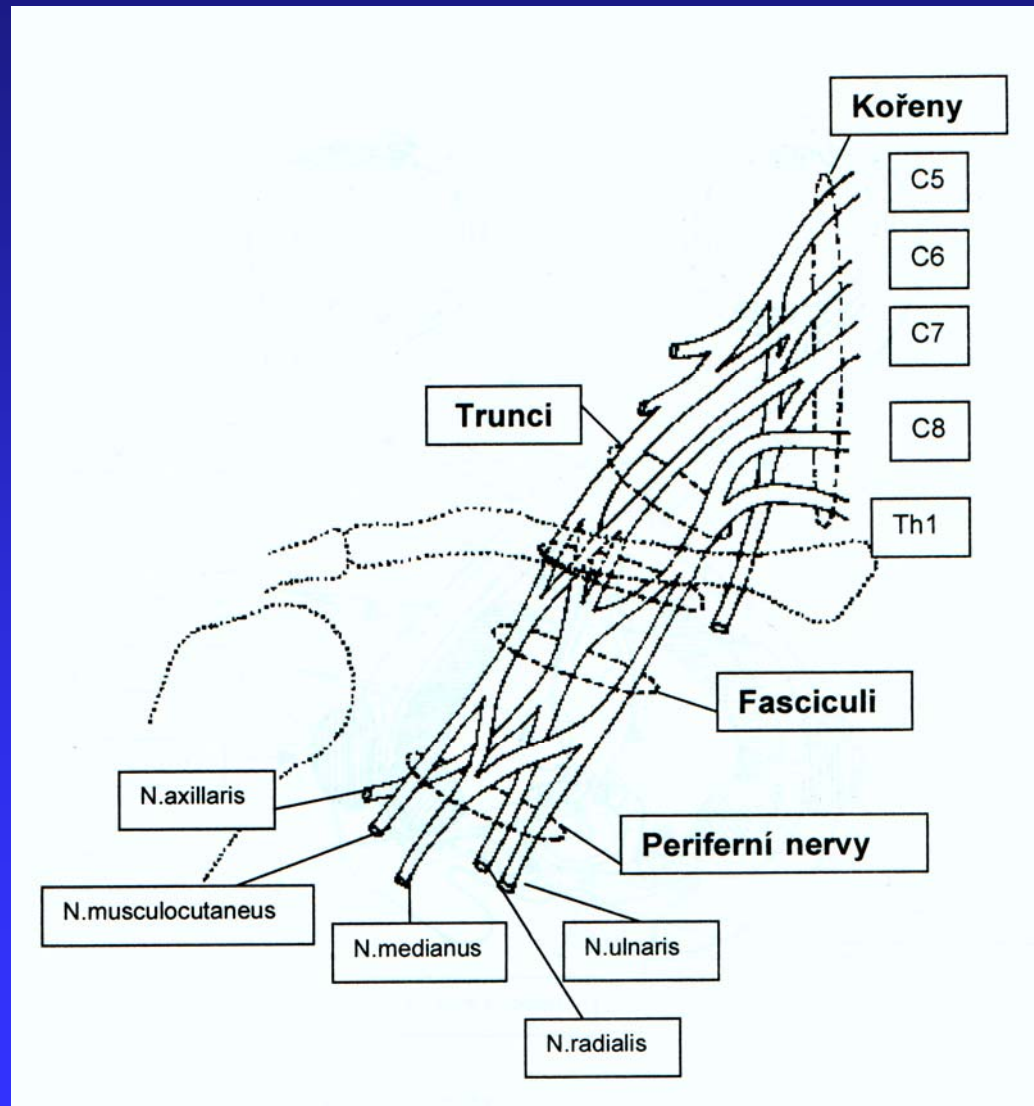 Kořeny
C5
C6
C7
Trunci
C8
Th1
Fasciculi
N.axillaris
Periferní nervy
N.musculocutaneus
N.medianus
N.ulnaris
N.radialis